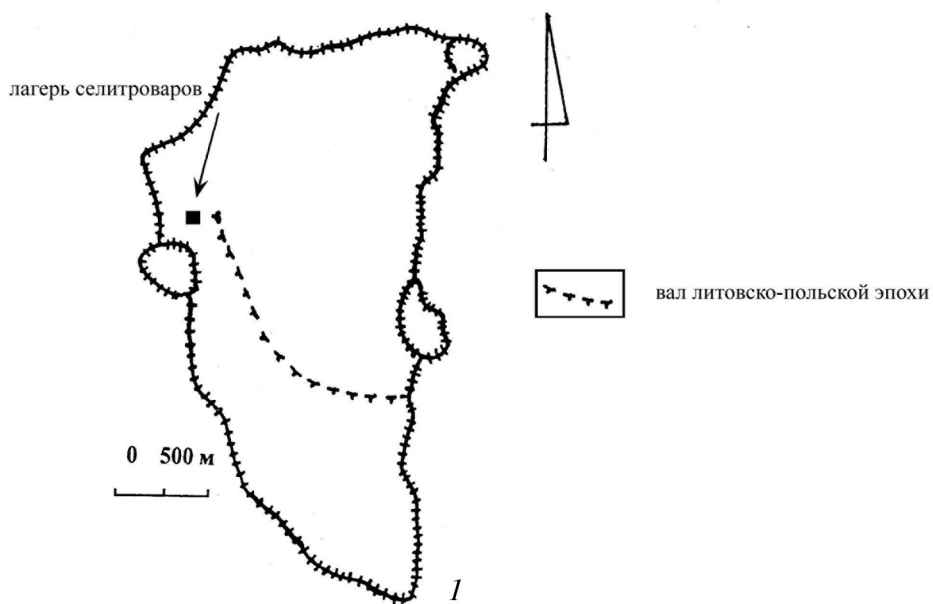 лагерь селитроваров
вал литовско-польской эпохи
0 500 м
1